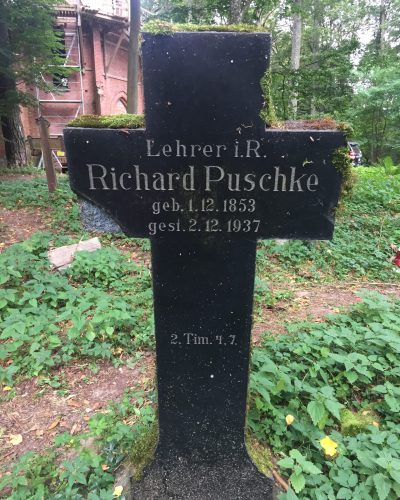 Lehrer i.R.
Richard Puschke
geb. 1.12. 1853
gest. 2.12. 1937
2. Tim. 4, 7.